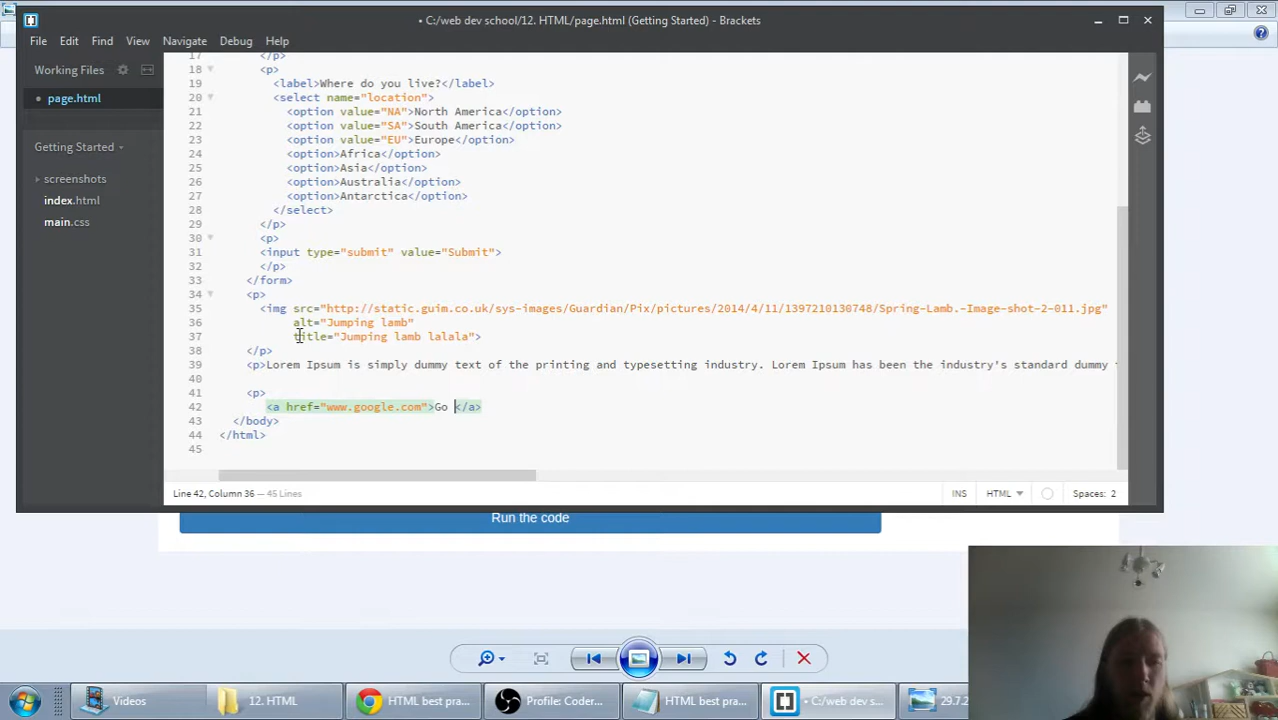 • C:/web dev school/12. HTML/page.html (Getting Started) - Brackets
File Edit Find View Navigate Debug Help
Working Files
• page.html
Getting Started
screenshots
index.html
main.css
17 </p>
18 <p>
19 <label>Where do you live?</label>
20 <select name="location">
21 <option value="NA">North America</option>
22 <option value="SA">South America</option>
23 <option value="EU">Europe</option>
24 <option>Africa</option>
25 <option>Asia</option>
26 <option>Australia</option>
27 <option>Antarctica</option>
28 </select>
29 </p>
30 <p>
31 <input type="submit" value="Submit">
32 </p>
33 </form>
34 <p>
35 <img src="http://static.guim.co.uk/sys-images/Guardian/Pix/pictures/2014/4/11/1397210130748/Spring-Lamb.-Image-shot-2-011.jpg"
36 alt="Jumping lamb"
37 title="Jumping lamb lalala">
38 </p>
39 <p>Lorem Ipsum is simply dummy text of the printing and typesetting industry. Lorem Ipsum has been the industry's standard dummy
40
41 <p>
42 <a href="www.google.com">Go </a>
43 </body>
44 </html>
45
Line 42, Column 36 — 45 Lines
INS HTML Spaces: 2
Run the code
Videos 12. HTML HTML best pra... Profile: Coder... HTML best pra... • C:/web dev s... 29.7.2